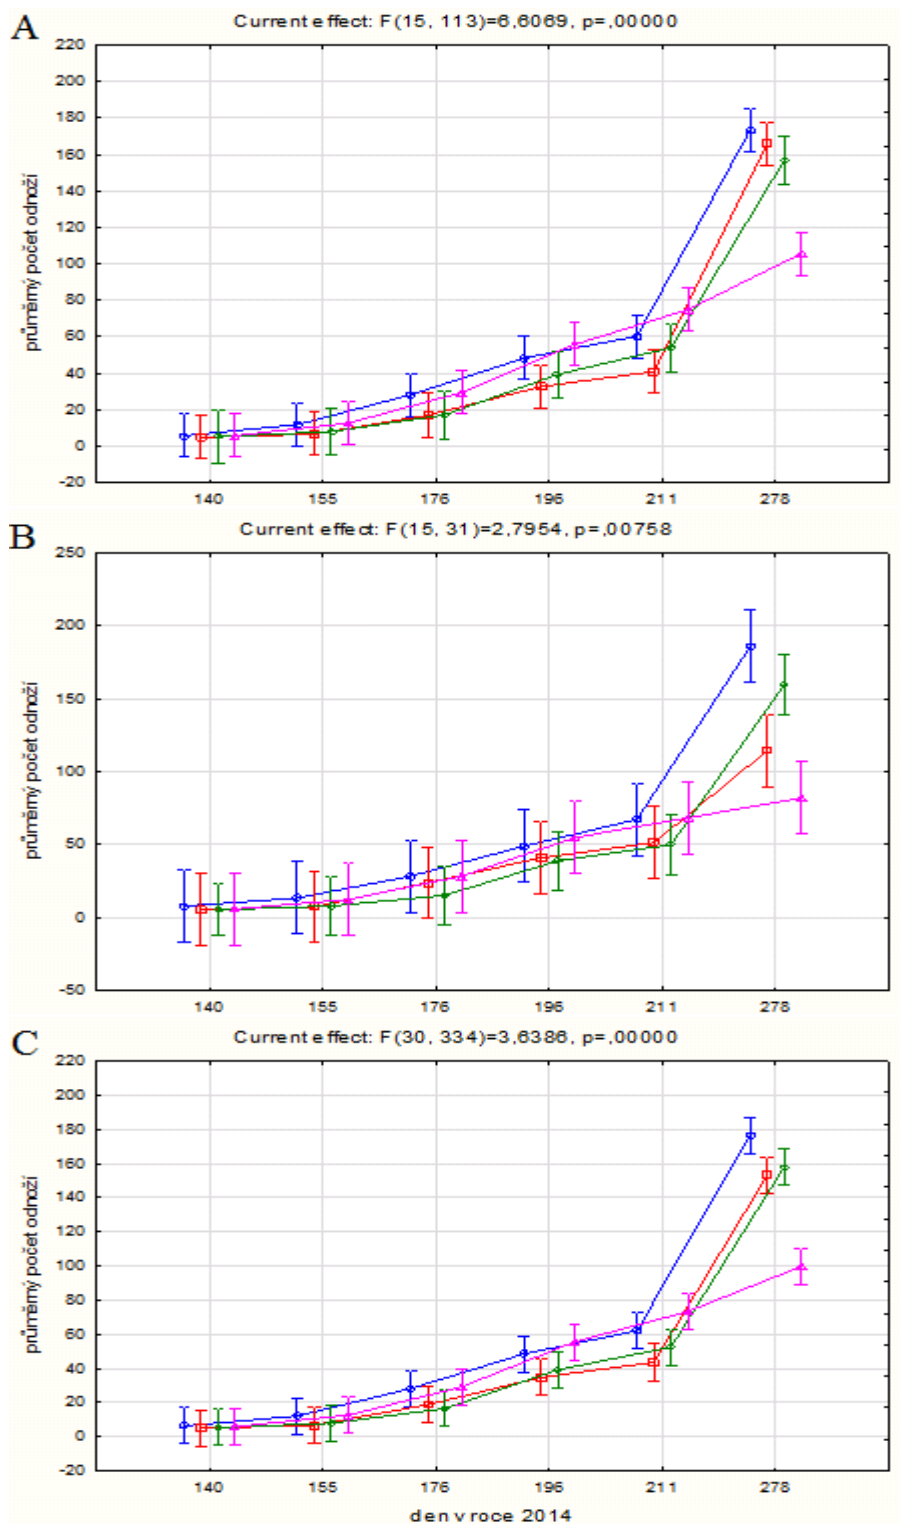 A
Current effect: F(15, 113)=6,6069, p=,00000
průměrný počet odnoží
220
200
180
160
140
120
100
80
60
40
20
0
-20
140 155 176 196 211 278
B
Current effect: F(15, 31)=2,7954, p=,00758
průměrný počet odnoží
250
200
150
100
50
0
-50
140 155 176 196 211 278
C
Current effect: F(30, 334)=3,6386, p=,00000
průměrný počet odnoží
220
200
180
160
140
120
100
80
60
40
20
0
-20
140 155 176 196 211 278
den v roce 2014